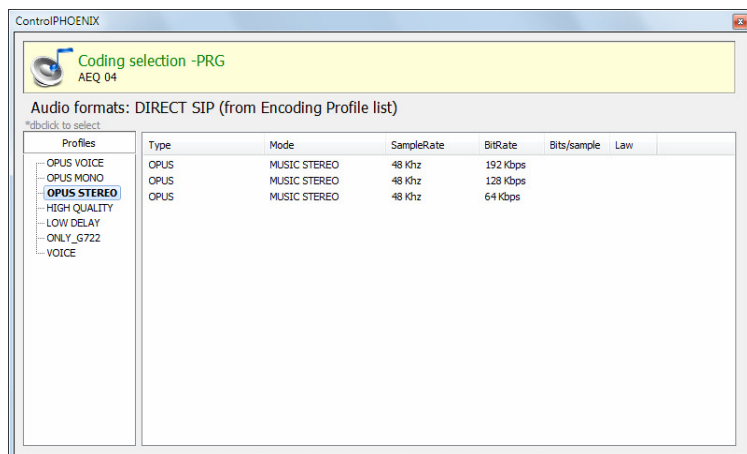 ControlPHOENIX
Coding selection -PRG
AEQ 04
Audio formats: DIRECT SIP (from Encoding Profile list)
*dbclick to select
Profiles
OPUS VOICE
OPUS MONO
OPUS STEREO
HIGH QUALITY
LOW DELAY
ONLY_G722
VOICE
Type Mode SampleRate BitRate Bits/sample Law
OPUS MUSIC STEREO 48 Khz 192 Kbps
OPUS MUSIC STEREO 48 Khz 128 Kbps
OPUS MUSIC STEREO 48 Khz 64 Kbps